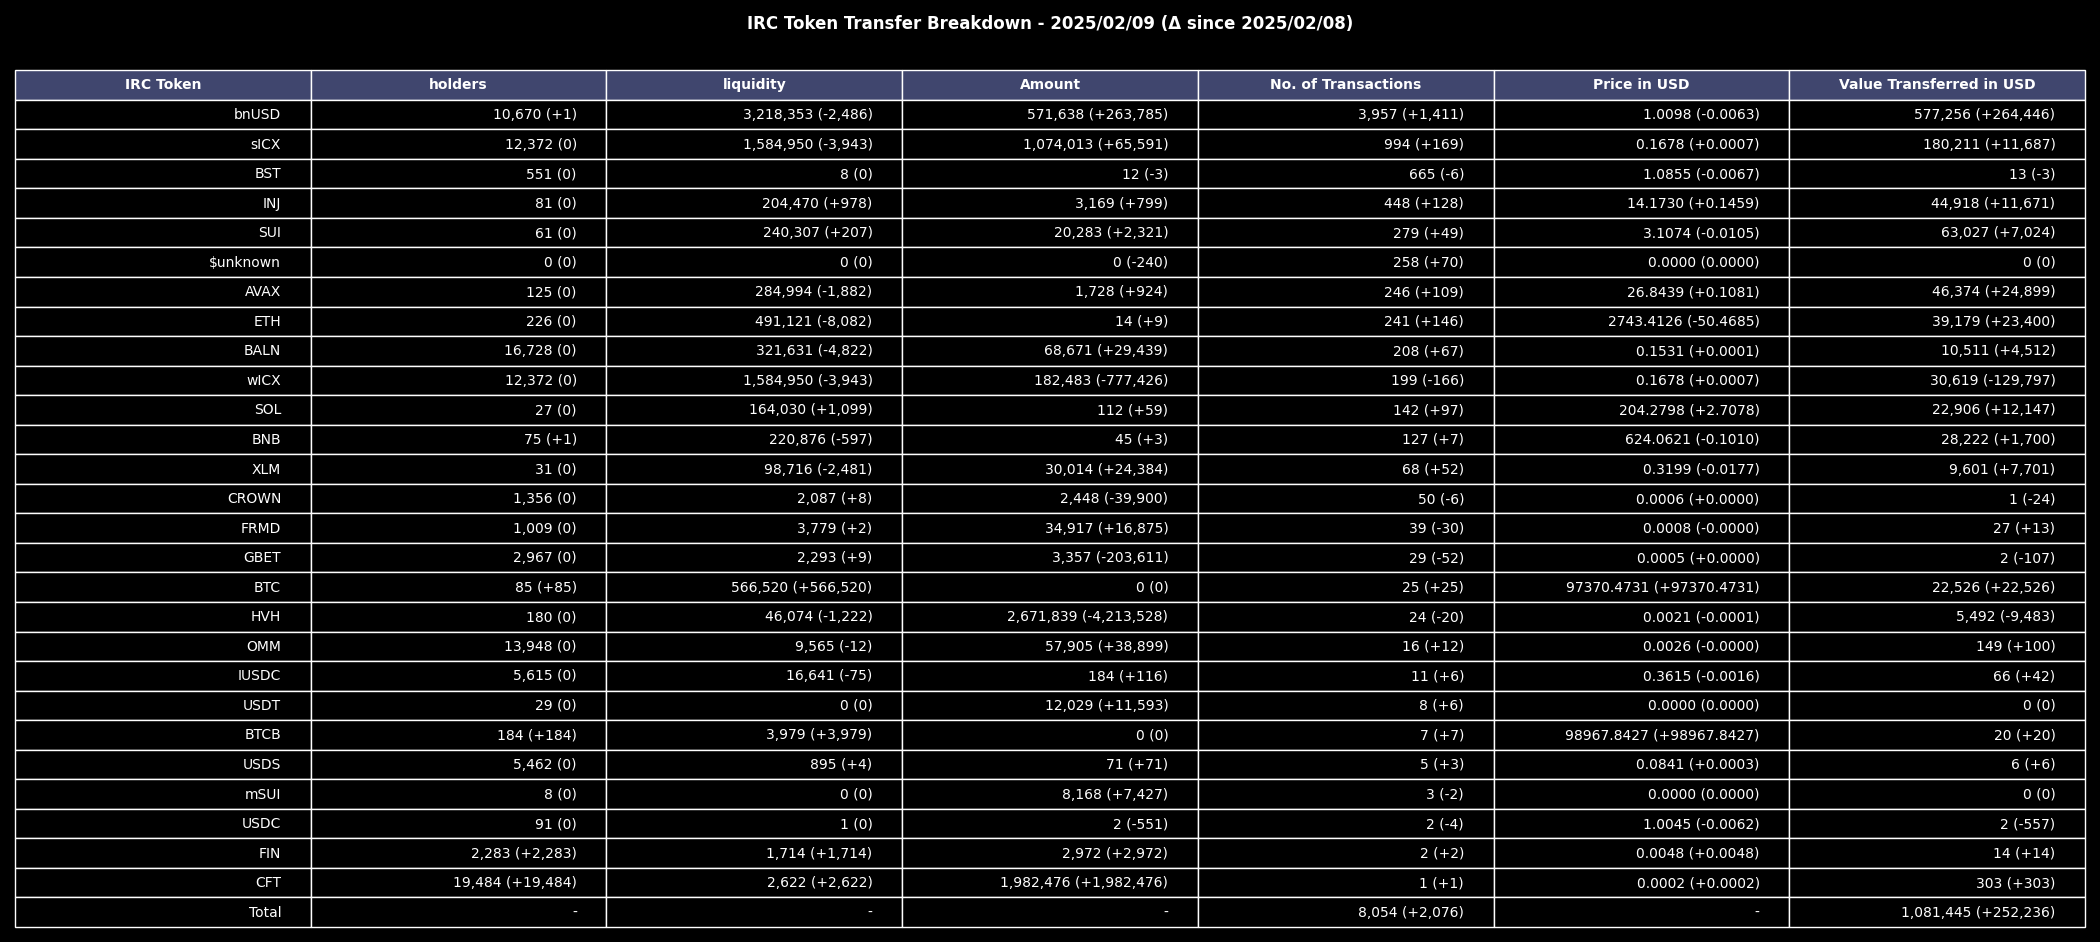 IRC Token Transfer Breakdown - 2025/02/09 (Δ since 2025/02/08)
IRC Token holders liquidity Amount No. of Transactions Price in USD Value Transferred in USD
bnUSD 10,670 (+1) 3,218,353 (-2,486) 571,638 (+263,785) 3,957 (+1,411) 1.0098 (-0.0063) 577,256 (+264,446)
sICX 12,372 (0) 1,584,950 (-3,943) 1,074,013 (+65,591) 994 (+169) 0.1678 (+0.0007) 180,211 (+11,687)
BST 551 (0) 8 (0) 12 (-3) 665 (-6) 1.0855 (-0.0067) 13 (-3)
INJ 81 (0) 204,470 (+978) 3,169 (+799) 448 (+128) 14.1730 (+0.1459) 44,918 (+11,671)
SUI 61 (0) 240,307 (+207) 20,283 (+2,321) 279 (+49) 3.1074 (-0.0105) 63,027 (+7,024)
$unknown 0 (0) 0 (0) 0 (-240) 258 (+70) 0.0000 (0.0000) 0 (0)
AVAX 125 (0) 284,994 (-1,882) 1,728 (+924) 246 (+109) 26.8439 (+0.1081) 46,374 (+24,899)
ETH 226 (0) 491,121 (-8,082) 14 (+9) 241 (+146) 2743.4126 (-50.4685) 39,179 (+23,400)
BALN 16,728 (0) 321,631 (-4,822) 68,671 (+29,439) 208 (+67) 0.1531 (+0.0001) 10,511 (+4,512)
wICX 12,372 (0) 1,584,950 (-3,943) 182,483 (-777,426) 199 (-166) 0.1678 (+0.0007) 30,619 (-129,797)
SOL 27 (0) 164,030 (+1,099) 112 (+59) 142 (+97) 204.2798 (+2.7078) 22,906 (+12,147)
BNB 75 (+1) 220,876 (-597) 45 (+3) 127 (+7) 624.0621 (-0.1010) 28,222 (+1,700)
XLM 31 (0) 98,716 (-2,481) 30,014 (+24,384) 68 (+52) 0.3199 (-0.0177) 9,601 (+7,701)
CROWN 1,356 (0) 2,087 (+8) 2,448 (-39,900) 50 (-6) 0.0006 (+0.0000) 1 (-24)
FRMD 1,009 (0) 3,779 (+2) 34,917 (+16,875) 39 (-30) 0.0008 (-0.0000) 27 (+13)
GBET 2,967 (0) 2,293 (+9) 3,357 (-203,611) 29 (-52) 0.0005 (+0.0000) 2 (-107)
BTC 85 (+85) 566,520 (+566,520) 0 (0) 25 (+25) 97370.4731 (+97370.4731) 22,526 (+22,526)
HVH 180 (0) 46,074 (-1,222) 2,671,839 (-4,213,528) 24 (-20) 0.0021 (-0.0001) 5,492 (-9,483)
OMM 13,948 (0) 9,565 (-12) 57,905 (+38,899) 16 (+12) 0.0026 (-0.0000) 149 (+100)
IUSDC 5,615 (0) 16,641 (-75) 184 (+116) 11 (+6) 0.3615 (-0.0016) 66 (+42)
USDT 29 (0) 0 (0) 12,029 (+11,593) 8 (+6) 0.0000 (0.0000) 0 (0)
BTCB 184 (+184) 3,979 (+3,979) 0 (0) 7 (+7) 98967.8427 (+98967.8427) 20 (+20)
USDS 5,462 (0) 895 (+4) 71 (+71) 5 (+3) 0.0841 (+0.0003) 6 (+6)
mSUI 8 (0) 0 (0) 8,168 (+7,427) 3 (-2) 0.0000 (0.0000) 0 (0)
USDC 91 (0) 1 (0) 2 (-551) 2 (-4) 1.0045 (-0.0062) 2 (-557)
FIN 2,283 (+2,283) 1,714 (+1,714) 2,972 (+2,972) 2 (+2) 0.0048 (+0.0048) 14 (+14)
CFT 19,484 (+19,484) 2,622 (+2,622) 1,982,476 (+1,982,476) 1 (+1) 0.0002 (+0.0002) 303 (+303)
Total - - - 8,054 (+2,076) - 1,081,445 (+252,236)